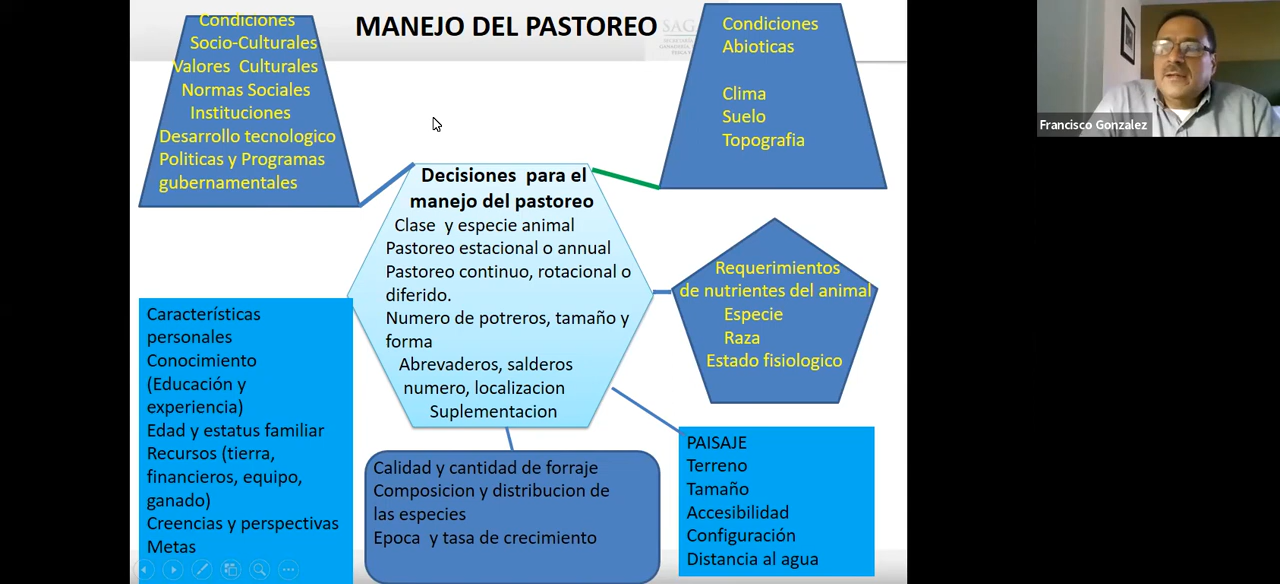 MANEJO DEL PASTOREO
SAG
Condiciones
Socio-Culturales
Valores Culturales
Normas Sociales
Instituciones
Desarrollo tecnologico
Politicas y Programas
gubernamentales
Condiciones
Abioticas
Clima
Suelo
Topografia
Francisco Gonzalez
Decisiones para el
manejo del pastoreo
Clase y especie animal
Pastoreo estacional o annual
Pastoreo continuo, rotacional o
diferido.
Numero de potreros, tamaño y
forma
Abrevaderos, salderos
numero, localizacion
Suplementacion
Requerimientos
de nutrientes del animal
Especie
Raza
Estado fisiologico
Características
personales
Conocimiento
(Educación y
experiencia)
Edad y estatus familiar
Recursos (tierra,
financieros, equipo,
ganado)
Creencias y perspectivas
Metas
Calidad y cantidad de forraje
Composicion y distribucion de
las especies
Epoca y tasa de crecimiento
PAISAJE
Terreno
Tamaño
Accesibilidad
Configuración
Distancia al agua